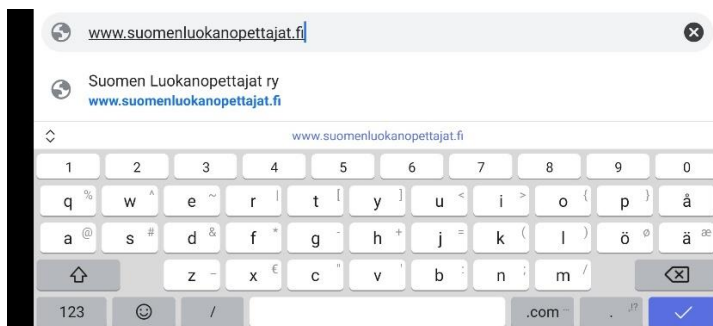 www.suomenluokanopettajat.fi
Suomen Luokanopettajat ry
www.suomenluokanopettajat.fi
www.suomenluokanopettajat.fi
1 2 3 4 5 6 7 8 9 0
q % w ^ e ~ r | t [ y ] u < i > o { p } å
a @ s # d & f * g - h + j = k ( l ) ö ø ä æ
z - x € c " v ' b : n ; m /
123 / .com . ,!?